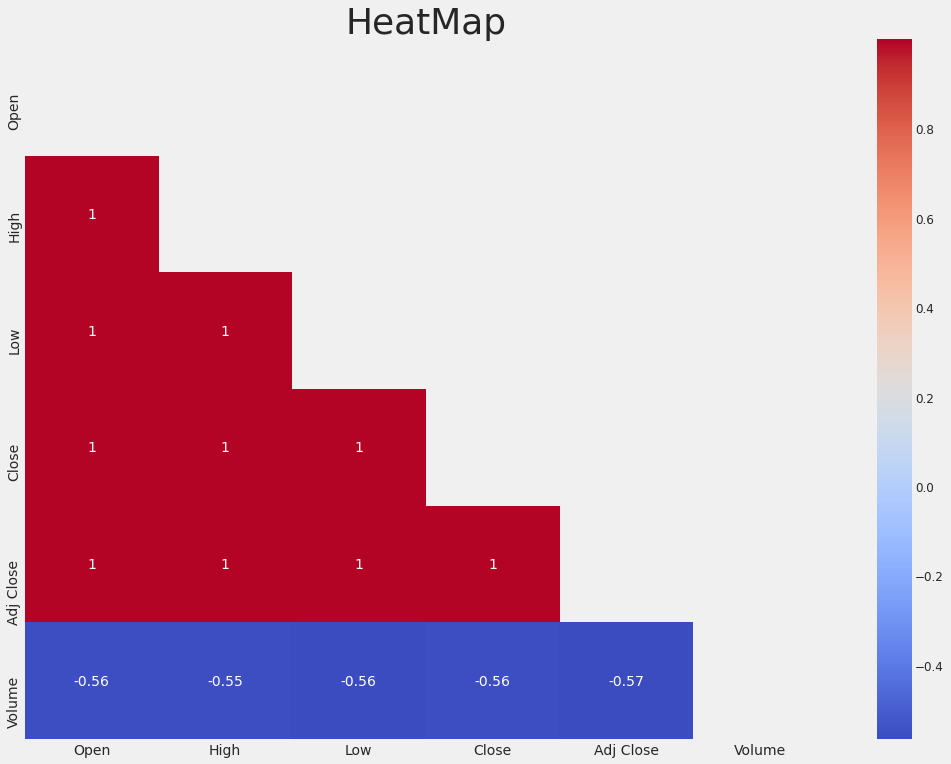 HeatMap
Open
High
1
Low
1 1
Close
1 1 1
Adj Close
1 1 1 1
Volume
-0.56 -0.55 -0.56 -0.56 -0.57
Open High Low Close Adj Close Volume
0.8
0.6
0.4
0.2
0.0
−0.2
−0.4